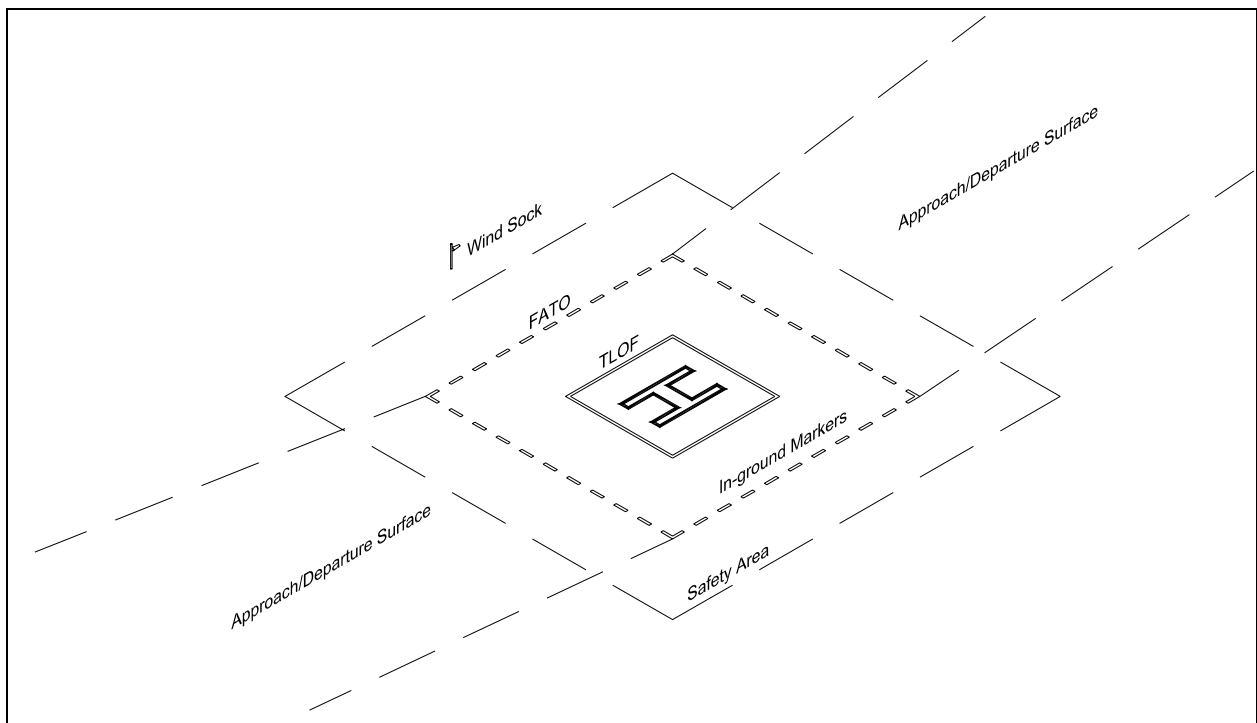 Approach/Departure Surface
Wind Sock
FATO
TLOF
H
In-ground Markers
Approach/Departure Surface
Safety Area